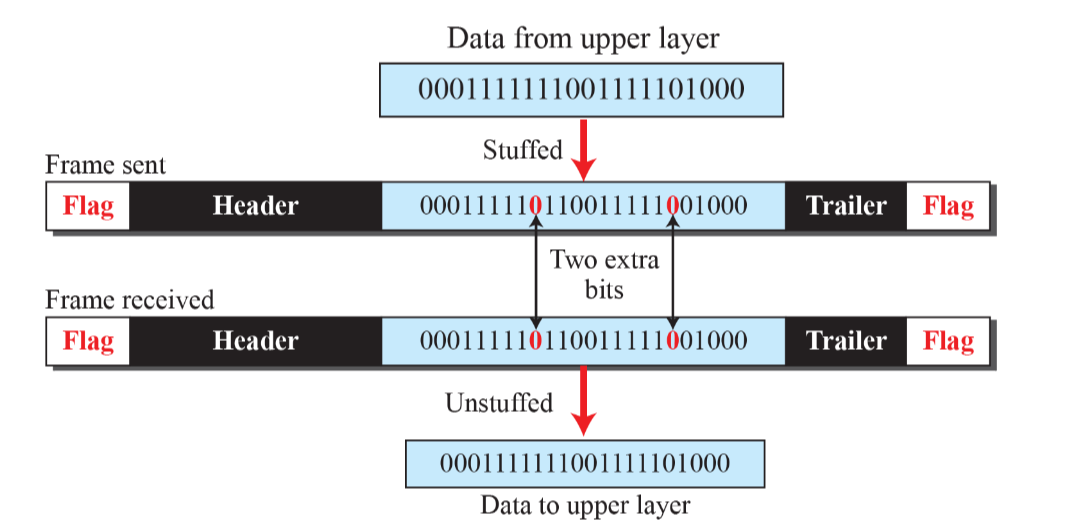 Data from upper layer
0001111111001111101000
Stuffed
Frame sent
Flag Header 000111110110011111001000 Trailer Flag
Two extra
bits
Frame received
Flag Header 000111110110011111001000 Trailer Flag
Unstuffed
0001111111001111101000
Data to upper layer